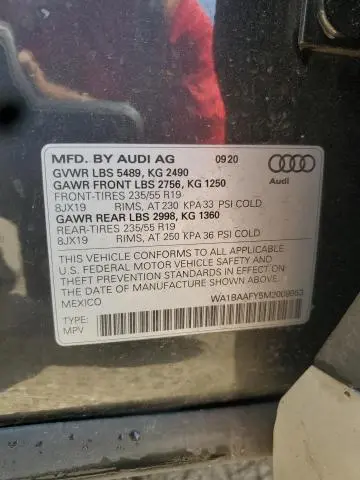 MFD. BY AUDI AG 09 20
GVWR LBS 5489, KG 2490
GAWR FRONT LBS 2756, KG 1250
FRONT-TIRES 235/55 R19
8JX19 RIMS, AT 230 KPA 33 PSI COLD
GAWR REAR LBS 2998, KG 1360
REAR-TIRES 235/55 R19
8JX19 RIMS, AT 250 KPA 36 PSI COLD
Audi
THIS VEHICLE CONFORMS TO ALL APPLICABLE
U.S. FEDERAL MOTOR VEHICLE SAFETY AND
THEFT PREVENTION STANDARDS IN EFFECT ON THE
DATE OF MANUFACTURE SHOWN ABOVE.
MEXICO
TYPE:
MPV